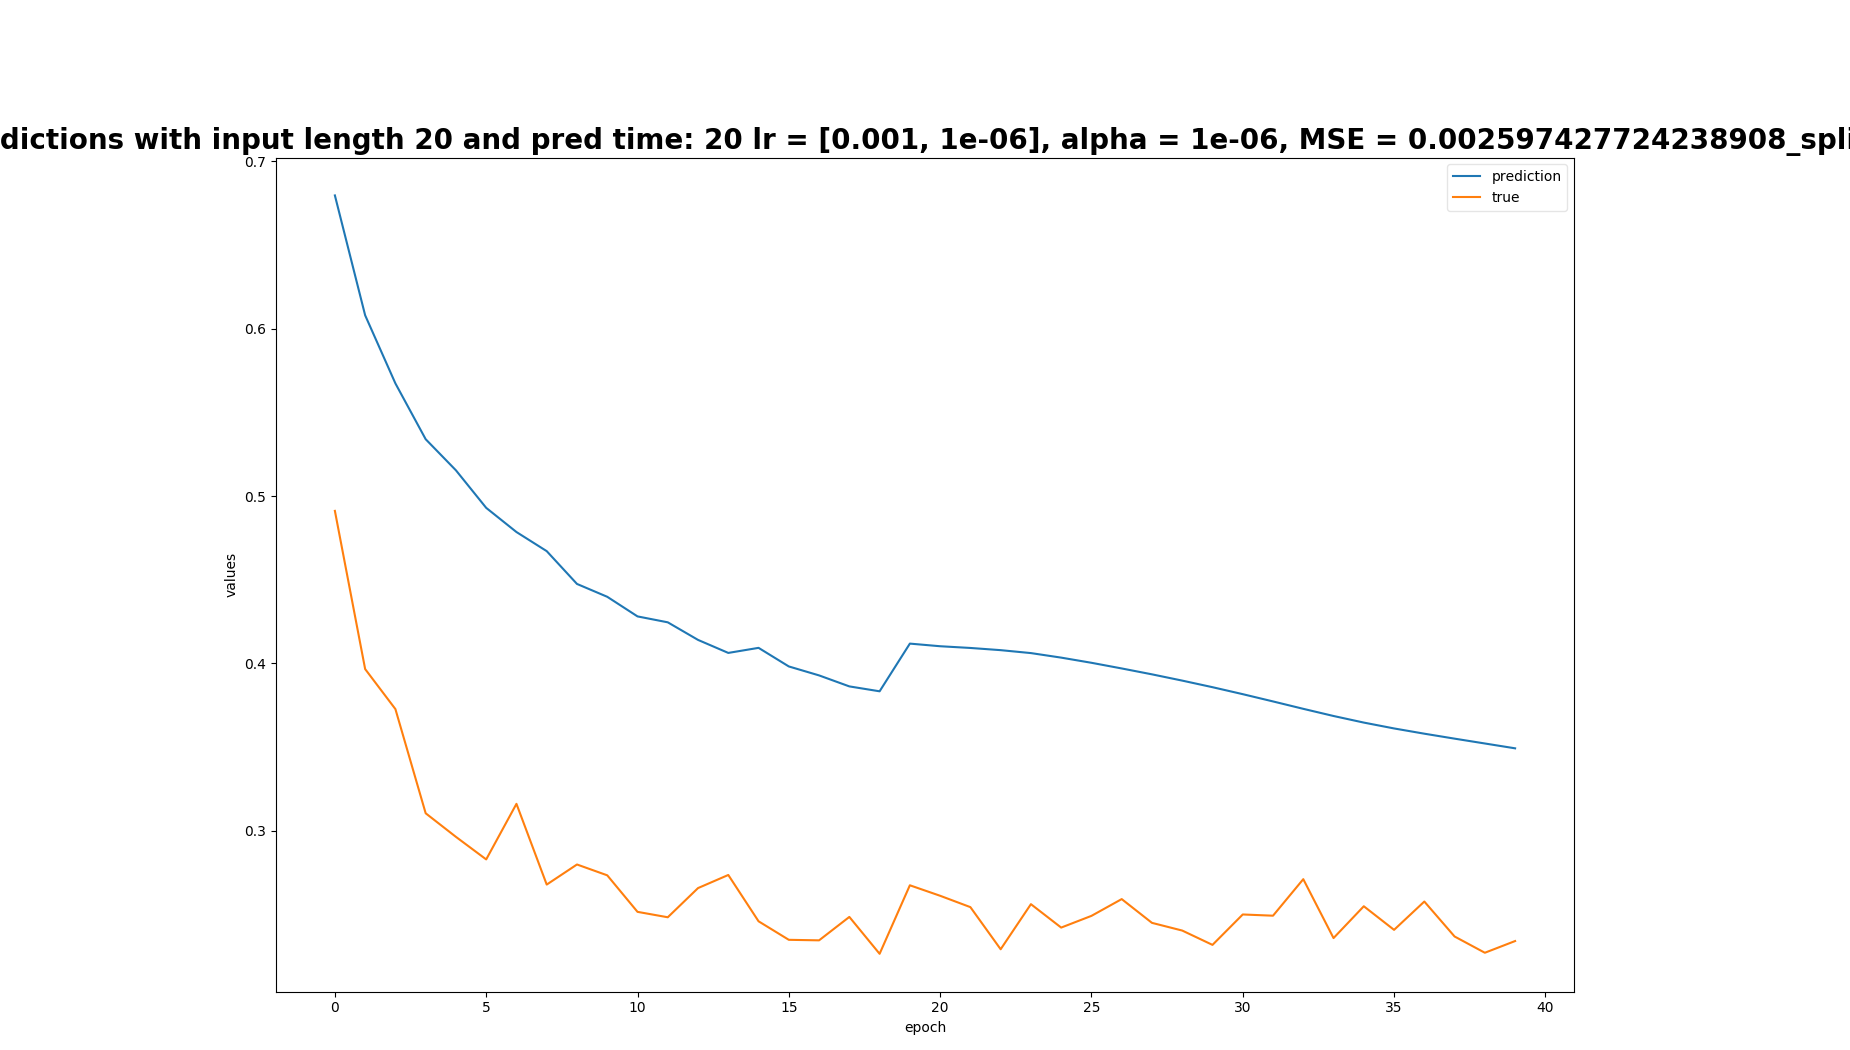 dictions with input length 20 and pred time: 20 lr = [0.001, 1e-06], alpha = 1e-06, MSE = 0.002597427724238908_spli
prediction
true
0.7
0.6
0.5
0.4
0.3
values
0 5 10 15 20 25 30 35 40
epoch